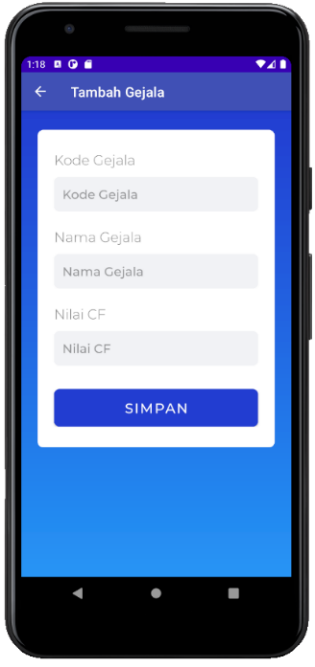 1:18
Tambah Gejala
Kode Gejala
Kode Gejala
Nama Gejala
Nama Gejala
Nilai CF
Nilai CF
SIMPAN